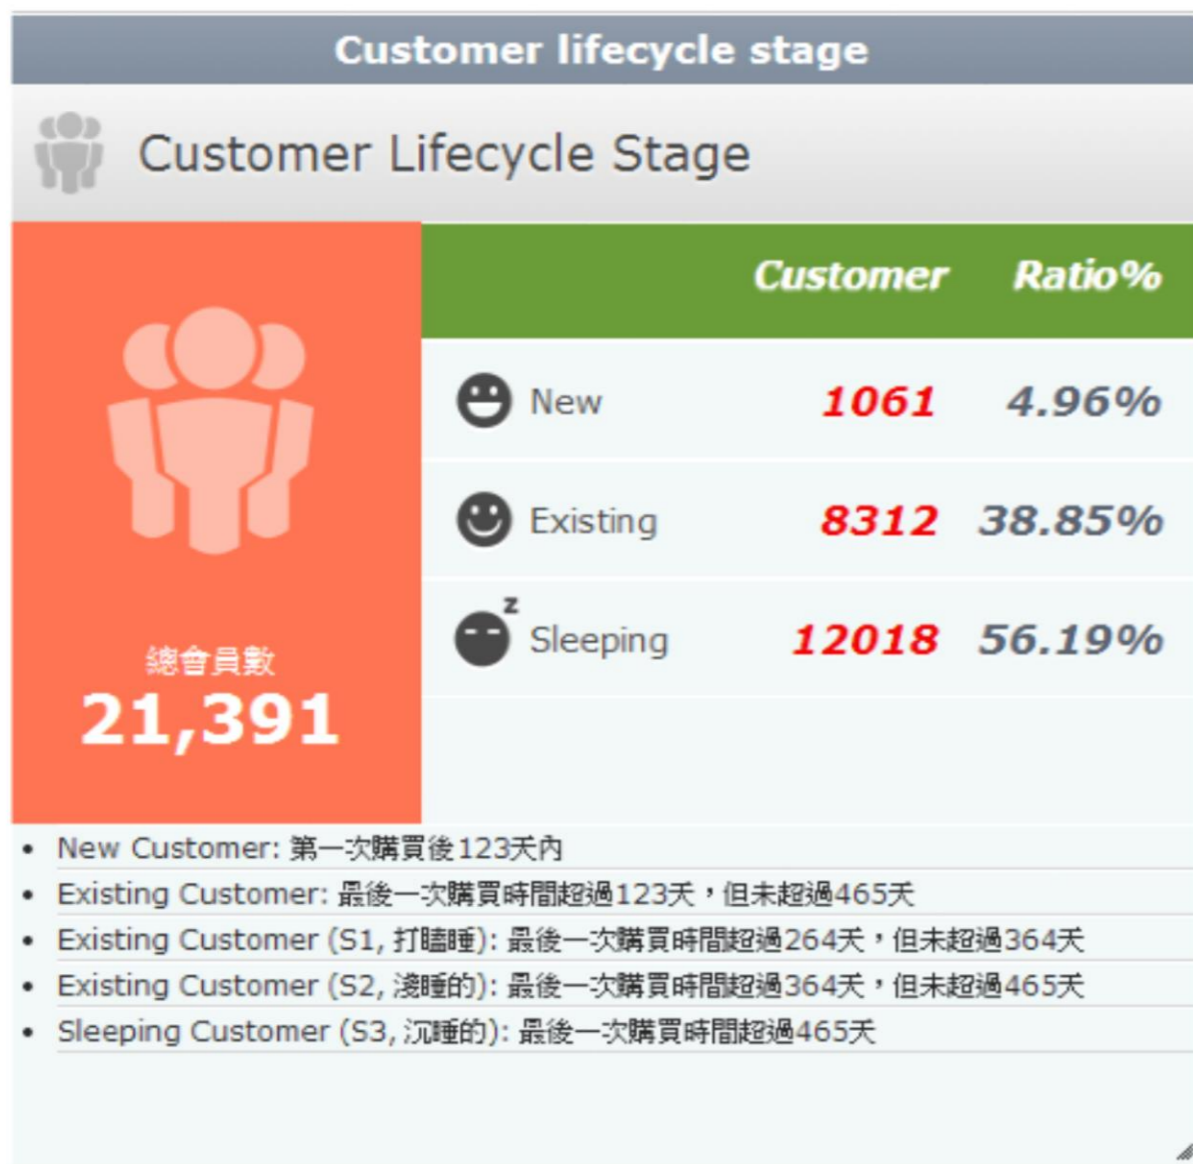 Customer lifecycle stage
Customer Lifecycle Stage
Customer Ratio%
New 1061 4.96%
Existing 8312 38.85%
z
Sleeping 12018 56.19%
總會員數
21,391
• New Customer: 第一次購買後123天內
• Existing Customer: 最後一次購買時間超過123天，但未超過465天
• Existing Customer (S1, 打瞌睡): 最後一次購買時間超過264天，但未超過364天
• Existing Customer (S2, 淺睡的): 最後一次購買時間超過364天，但未超過465天
• Sleeping Customer (S3, 沉睡的): 最後一次購買時間超過465天